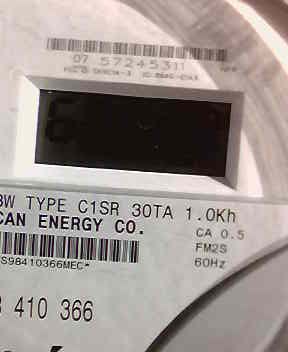 07 57245311
3W TYPE C1SR 30TA 1.0Kh
CAN ENERGY CO.
CA 0.5
FM2S
60Hz
S98410366MEC*
410 366